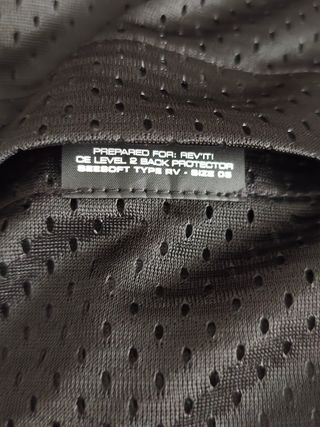 PREPARED FOR: REV'IT!
CE LEVEL 2 BACK PROTECTOR
SEESOFT TYPE RV - SIZE 05